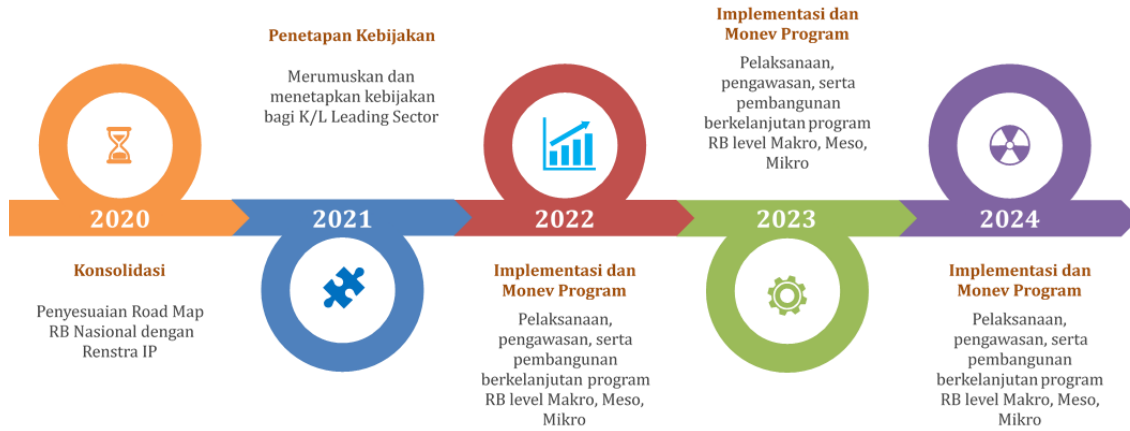 2020
Konsolidasi
Penyesuaian Road Map
RB Nasional dengan
Renstra IP
Penetapan Kebijakan
Merumuskan dan
menetapkan kebijakan
bagi K/L Leading Sector
2021
2022
Implementasi dan
Monev Program
Pelaksanaan,
pengawasan, serta
pembangunan
berkelanjutan program
RB level Makro, Meso,
Mikro
Implementasi dan
Monev Program
Pelaksanaan,
pengawasan, serta
pembangunan
berkelanjutan program
RB level Makro, Meso,
Mikro
2023
2024
Implementasi dan
Monev Program
Pelaksanaan,
pengawasan, serta
pembangunan
berkelanjutan program
RB level Makro, Meso,
Mikro